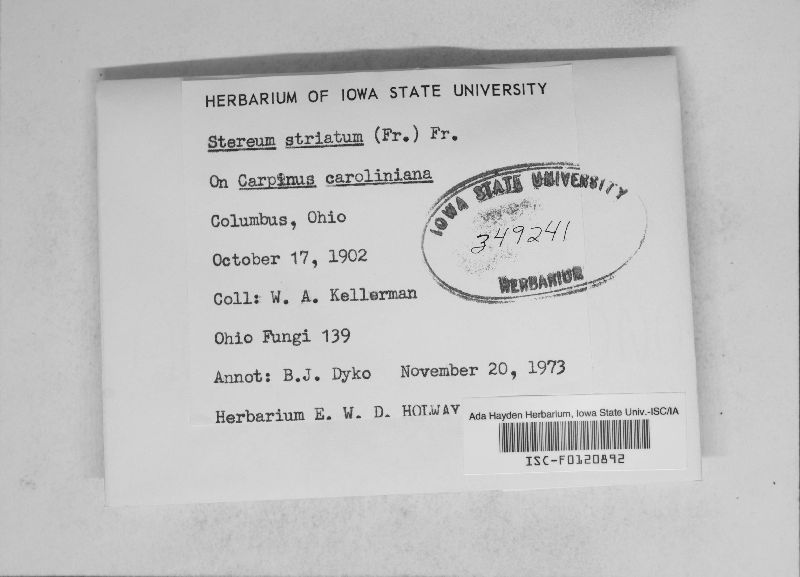 HERBARIUM OF IOWA STATE UNIVERSITY
Stereum striatum (Fr.) Fr.
On Carpinus caroliniana
Columbus, Ohio
October 17, 1902
Coll: W. A. Kellerman
Ohio Fungi 139
Annot: B.J. Dyko November 20, 1973
Herbarium E. W. D. HOLWAY
IOWA STATE UNIVERSITY
349241
HERBARIUM
Ada Hayden Herbarium, Iowa State Univ.-ISC/IA
ISC-F0120892